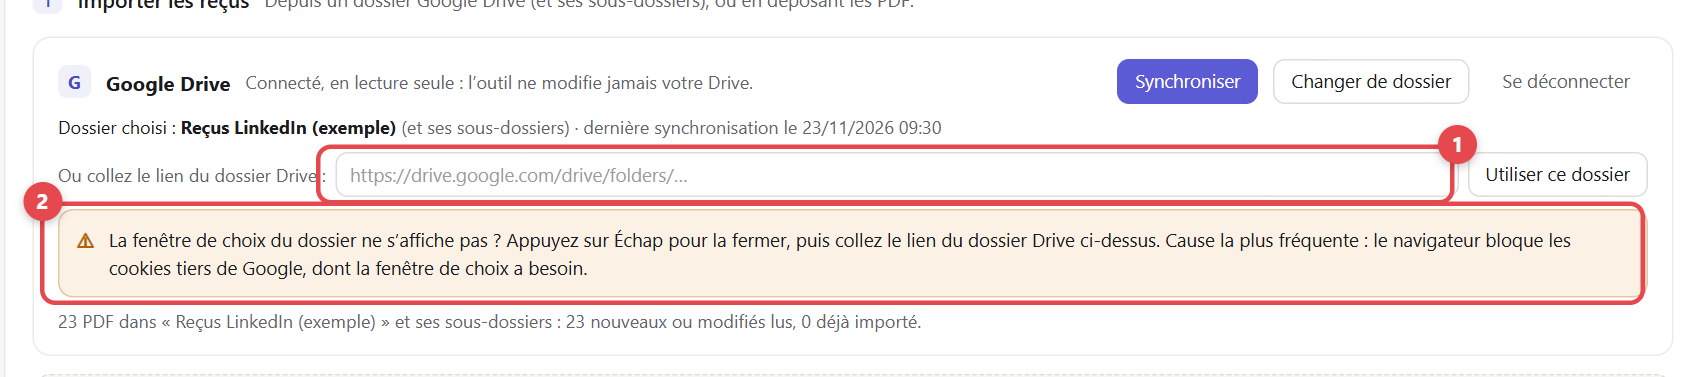 1 Importer les reçus Depuis un dossier Google Drive (et ses sous-dossiers), ou en déposant les PDF.
G Google Drive Connecté, en lecture seule : l’outil ne modifie jamais votre Drive. Synchroniser Changer de dossier Se déconnecter
Dossier choisi : Reçus LinkedIn (exemple) (et ses sous-dossiers) · dernière synchronisation le 23/11/2026 09:30
1
Ou collez le lien du dossier Drive : https://drive.google.com/drive/folders/… Utiliser ce dossier
2
⚠ La fenêtre de choix du dossier ne s’affiche pas ? Appuyez sur Échap pour la fermer, puis collez le lien du dossier Drive ci-dessus. Cause la plus fréquente : le navigateur bloque les
cookies tiers de Google, dont la fenêtre de choix a besoin.
23 PDF dans « Reçus LinkedIn (exemple) » et ses sous-dossiers : 23 nouveaux ou modifiés lus, 0 déjà importé.